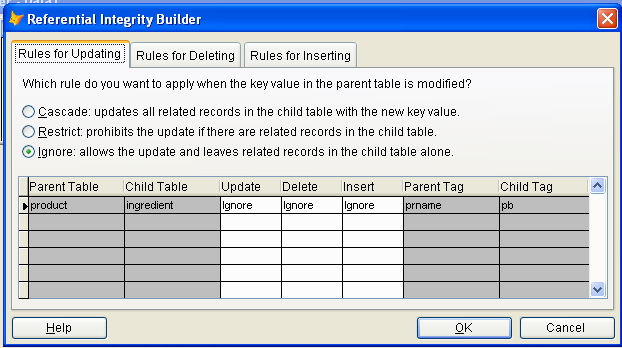 Referential Integrity Builder
Rules for Updating Rules for Deleting Rules for Inserting
Which rule do you want to apply when the key value in the parent table is modified?
Cascade: updates all related records in the child table with the new key value.
Restrict: prohibits the update if there are related records in the child table.
Ignore: allows the update and leaves related records in the child table alone.
Parent Table Child Table Update Delete Insert Parent Tag Child Tag
product ingredient Ignore Ignore Ignore prname pb
Help OK Cancel